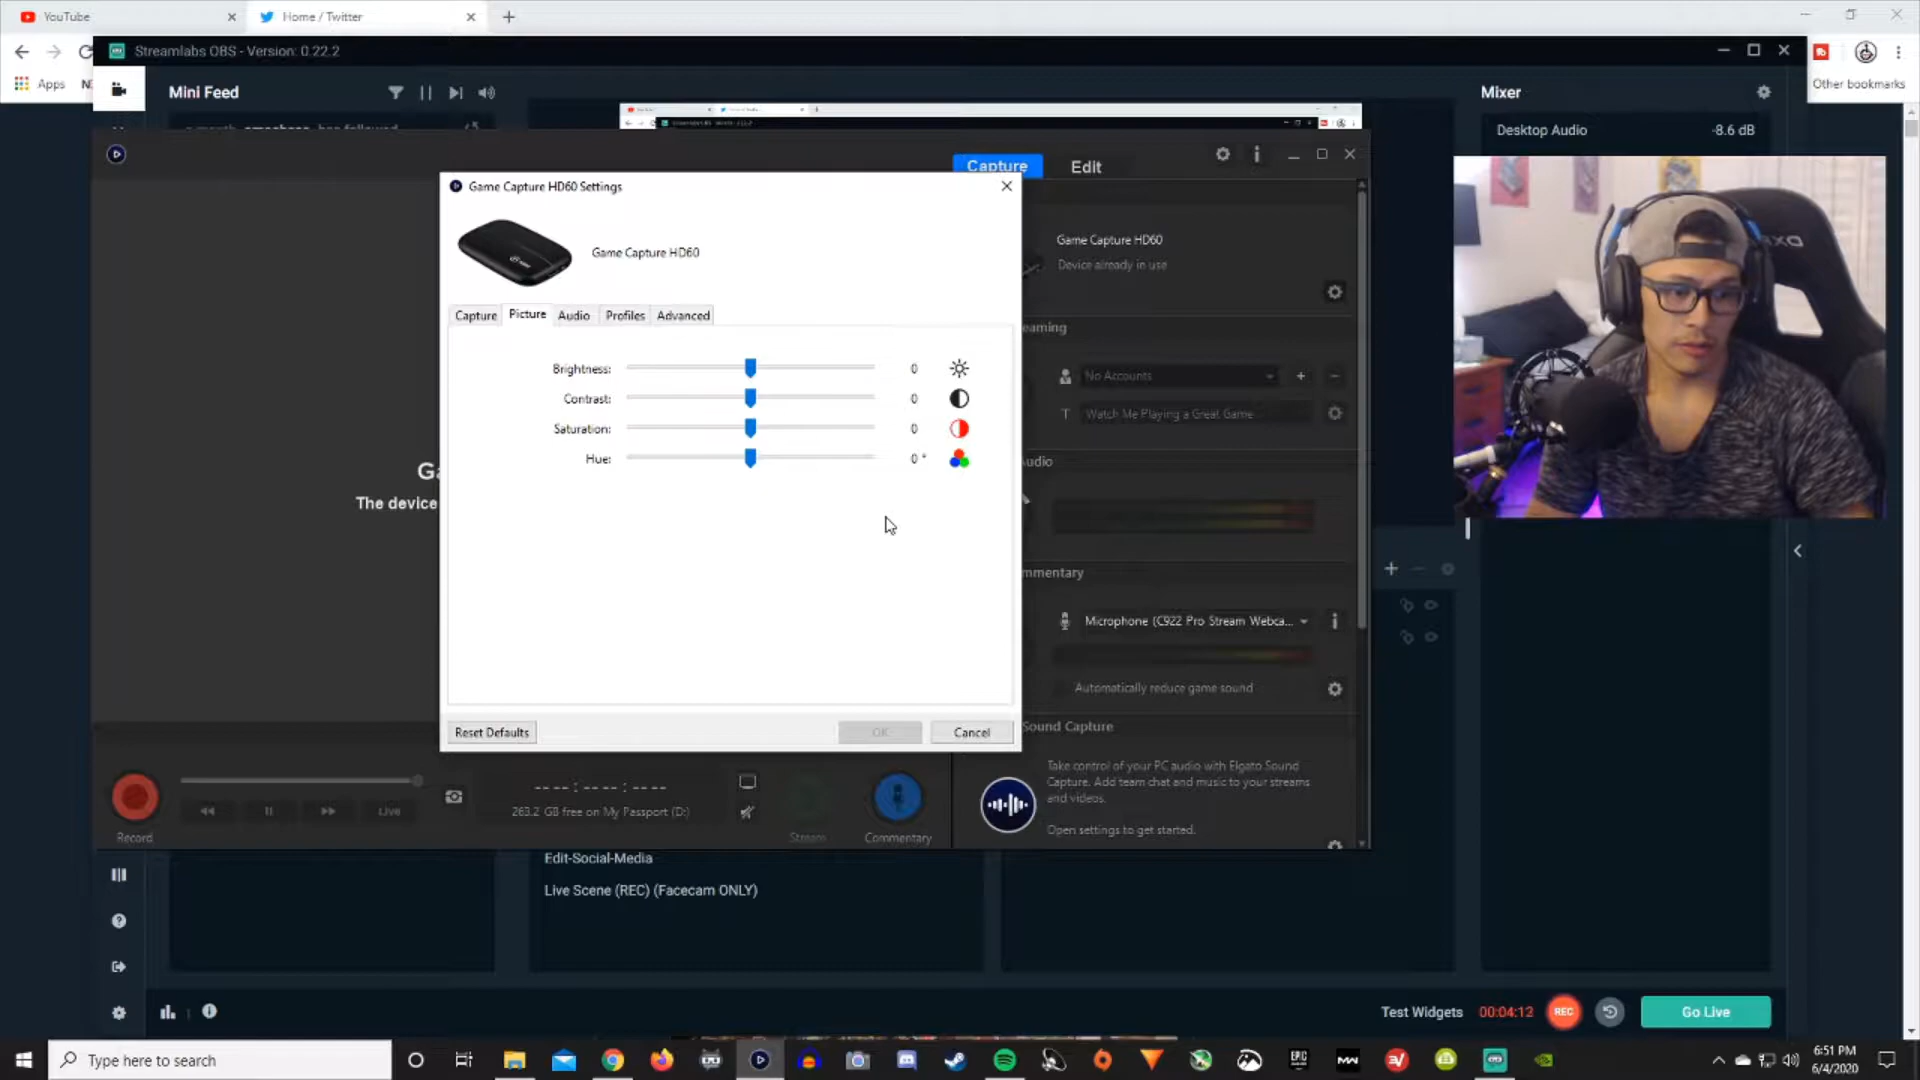 YouTube
Home / Twitter
Streamlabs OBS - Version: 0.22.2
Apps
Other bookmarks
Mini Feed
Mixer
Desktop Audio
-8.6 dB
Capture
Edit
Game Capture HD60 Settings
Game Capture HD60
Game Capture HD60
Device already in use
Capture
Picture
Audio
Profiles
Advanced
eaming
Brightness:
0
No Accounts
Contrast:
0
Watch Me Playing a Great Game
Saturation:
0
Hue:
0 °
udio
Ga
The device
mmentary
Microphone (C922 Pro Stream Webca...
Automatically reduce game sound
Reset Defaults
OK
Cancel
Sound Capture
Take control of your PC audio with Elgato Sound
Capture. Add team chat and music to your streams
and videos.
Open settings to get started.
-- -- : -- -- : -- --
263.2 GB free on My Passport (D:)
Live
Record
Stream
Commentary
Edit-Social-Media
Live Scene (REC) (Facecam ONLY)
Test Widgets
00:04:12
REC
Go Live
Type here to search
EPIC
MW
6:51 PM
6/4/2020